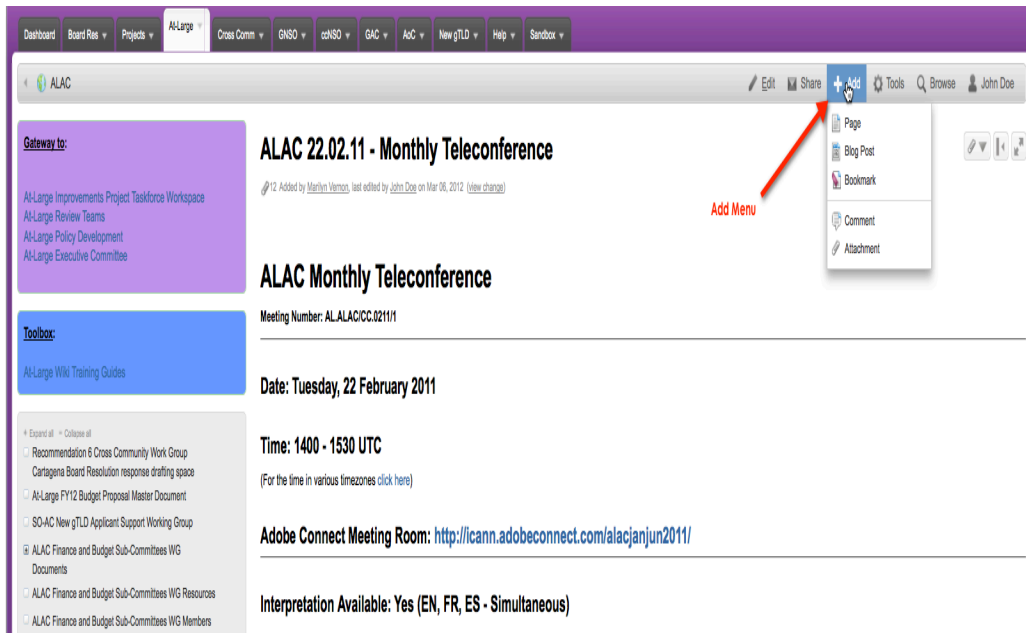 Dashboard Board Res Projects At-Large Cross Comm GNSO ccNSO GAC AoC New gTLD Help Sandbox
ALAC Edit Share Add Tools Browse John Doe
Page
Blog Post
Bookmark
Comment
Attachment
Add Menu
Gateway to:
At-Large Improvements Project Taskforce Workspace
At-Large Review Teams
At-Large Policy Development
At-Large Executive Committee
Toolbox:
At-Large Wiki Training Guides
+ Expand all - Collapse all
Recommendation 6 Cross Community Work Group
Cartagena Board Resolution response drafting space
At-Large FY12 Budget Proposal Master Document
SO-AC New gTLD Applicant Support Working Group
ALAC Finance and Budget Sub-Committees WG
Documents
ALAC Finance and Budget Sub-Committees WG Resources
ALAC Finance and Budget Sub-Committees WG Members
ALAC 22.02.11 - Monthly Teleconference
12 Added by Marilyn Vernon, last edited by John Doe on Mar 06, 2012 (view change)
ALAC Monthly Teleconference
Meeting Number: AL.ALAC/CC.0211/1
Date: Tuesday, 22 February 2011
Time: 1400 - 1530 UTC
(For the time in various timezones click here)
Adobe Connect Meeting Room: http://icann.adobeconnect.com/alacjanjun2011/
Interpretation Available: Yes (EN, FR, ES - Simultaneous)